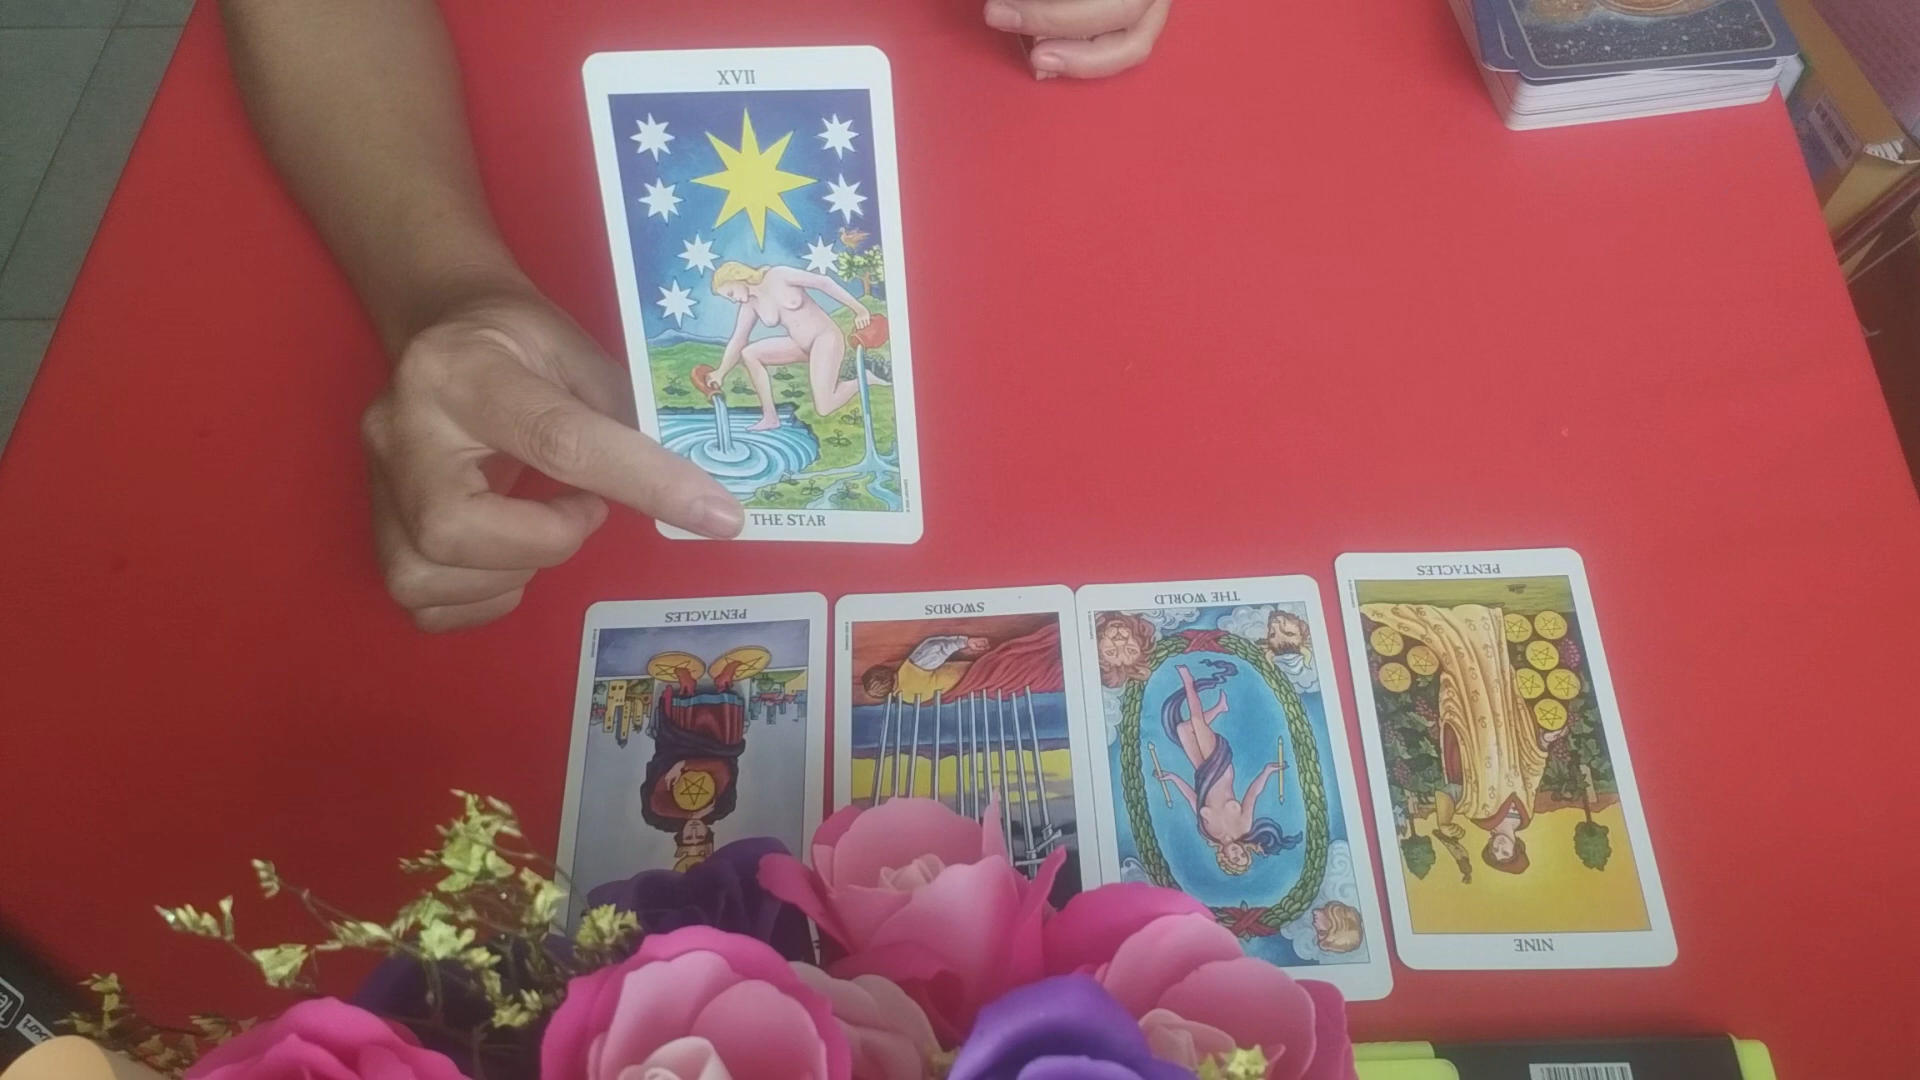 XVII
THE STAR
PENTACLES
SWORDS
THE WORLD
PENTACLES
NINE